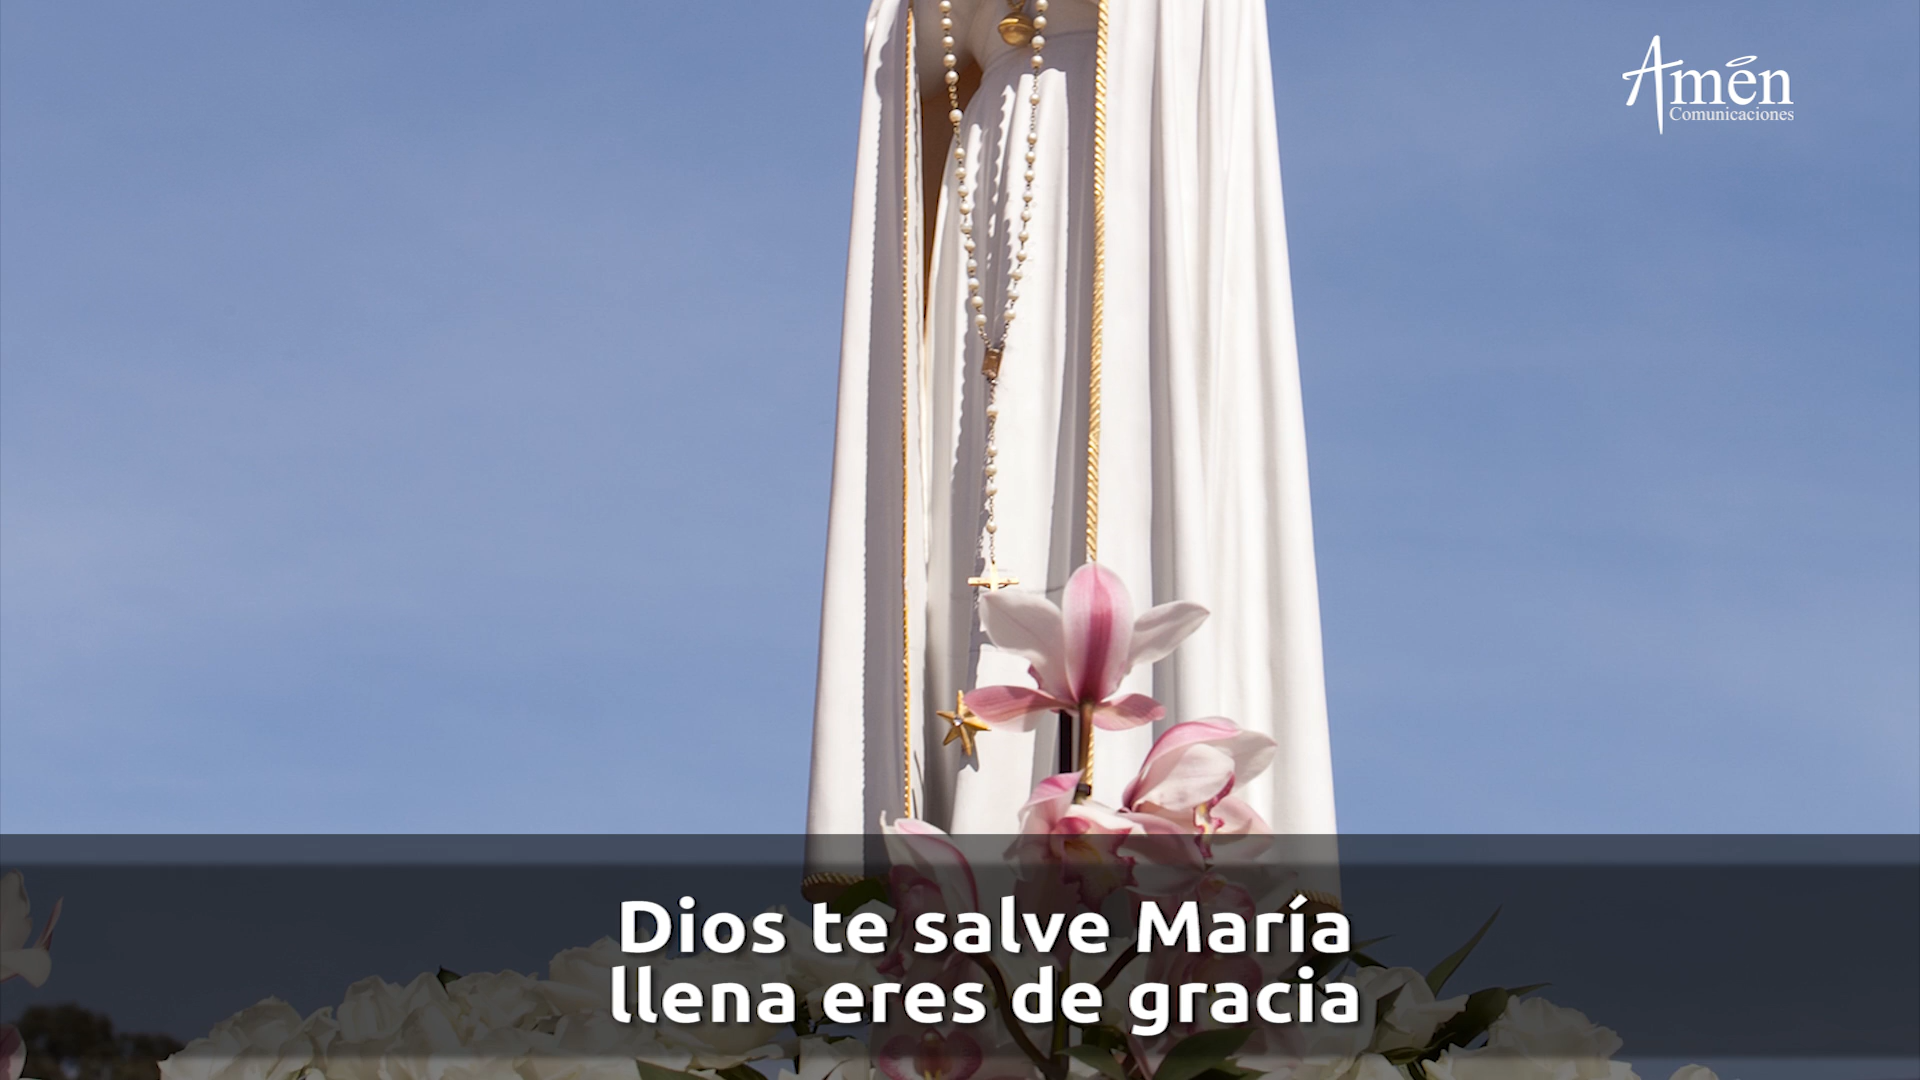 Amén
Comunicaciones
Dios te salve María
llena eres de gracia